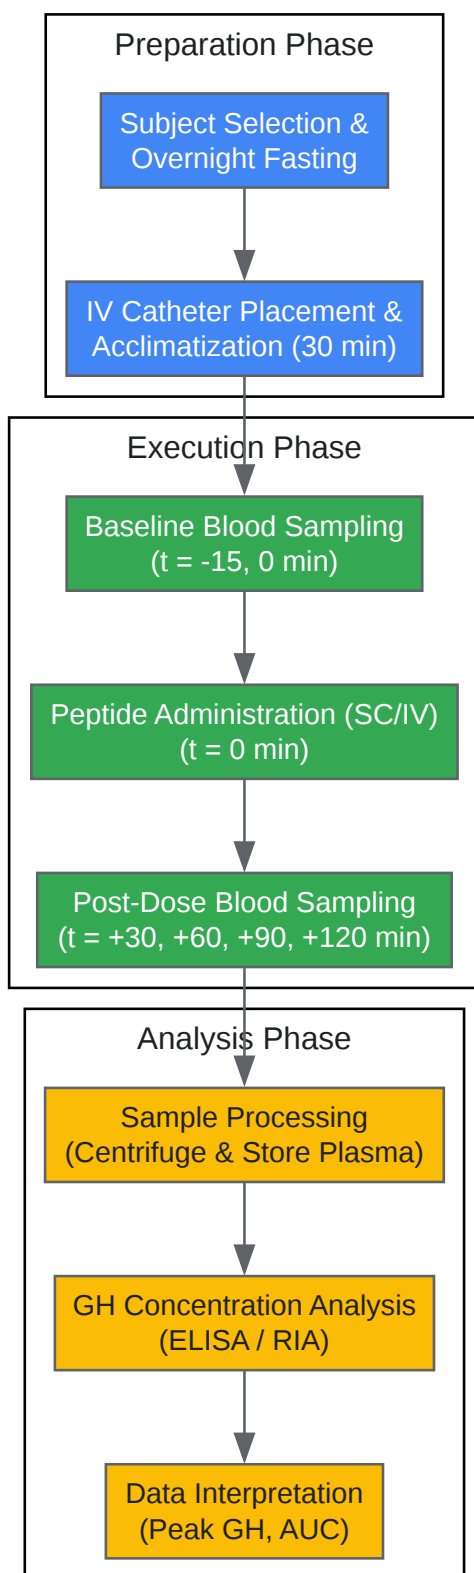 Preparation Phase
Subject Selection &
Overnight Fasting
IV Catheter Placement &
Acclimatization (30 min)
Execution Phase
Baseline Blood Sampling
(t = -15, 0 min)
Peptide Administration (SC/IV)
(t = 0 min)
Post-Dose Blood Sampling
(t = +30, +60, +90, +120 min)
Analysis Phase
Sample Processing
(Centrifuge & Store Plasma)
GH Concentration Analysis
(ELISA / RIA)
Data Interpretation
(Peak GH, AUC)